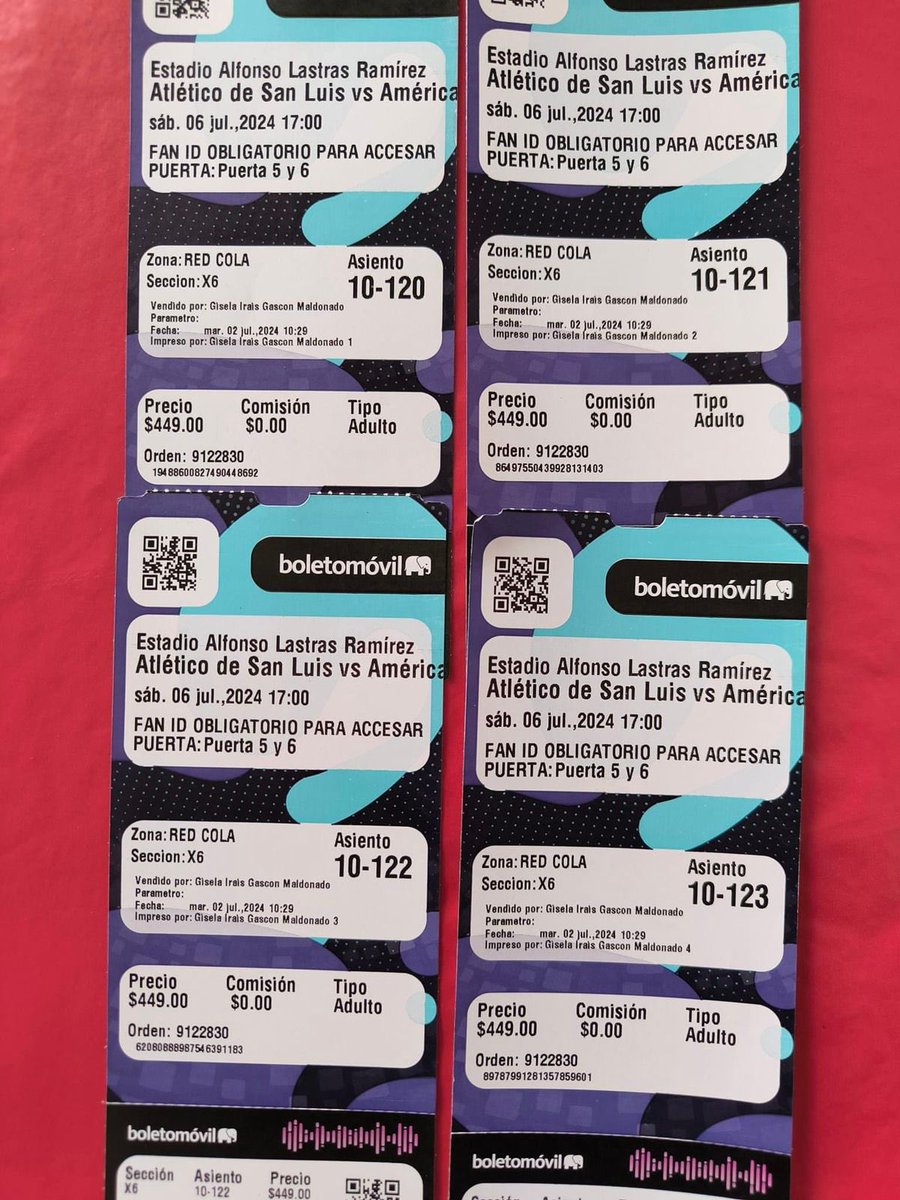 Estadio Alfonso Lastras Ramírez
Atlético de San Luis vs América
sáb. 06 jul.,2024 17:00
FAN ID OBLIGATORIO PARA ACCESAR
PUERTA: Puerta 5 y 6
Zona: RED COLA
Seccion: X6
Asiento
10-120
Vendido por: Gisela Irais Gascon Maldonado
Parametro:
Fecha: mar. 02 jul.,2024 10:29
Impreso por: Gisela Irais Gascon Maldonado 1
Precio Comisión Tipo
$449.00 $0.00 Adulto
Orden: 9122830
1948860082749044869​2
Estadio Alfonso Lastras Ramírez
Atlético de San Luis vs América
sáb. 06 jul.,2024 17:00
FAN ID OBLIGATORIO PARA ACCESAR
PUERTA: Puerta 5 y 6
Zona: RED COLA
Seccion: X6
Asiento
10-121
Vendido por: Gisela Irais Gascon Maldonado
Parametro:
Fecha: mar. 02 jul.,2024 10:29
Impreso por: Gisela Irais Gascon Maldonado 2
Precio Comisión Tipo
$449.00 $0.00 Adulto
Orden: 9122830
86497550439928131403
boletomóvil
Estadio Alfonso Lastras Ramírez
Atlético de San Luis vs América
sáb. 06 jul.,2024 17:00
FAN ID OBLIGATORIO PARA ACCESAR
PUERTA: Puerta 5 y 6
Zona: RED COLA
Seccion: X6
Asiento
10-122
Vendido por: Gisela Irais Gascon Maldonado
Parametro:
Fecha: mar. 02 jul.,2024 10:29
Impreso por: Gisela Irais Gascon Maldonado 3
Precio Comisión Tipo
$449.00 $0.00 Adulto
Orden: 9122830
62080888987546391183
boletomóvil
Sección Asiento Precio
X6 10-122 $449.00
boletomóvil
Estadio Alfonso Lastras Ramírez
Atlético de San Luis vs América
sáb. 06 jul.,2024 17:00
FAN ID OBLIGATORIO PARA ACCESAR
PUERTA: Puerta 5 y 6
Zona: RED COLA
Seccion: X6
Asiento
10-123
Vendido por: Gisela Irais Gascon Maldonado
Parametro:
Fecha: mar. 02 jul.,2024 10:29
Impreso por: Gisela Irais Gascon Maldonado 4
Precio Comisión Tipo
$449.00 $0.00 Adulto
Orden: 9122830
89787991281357859601
boletomóvil